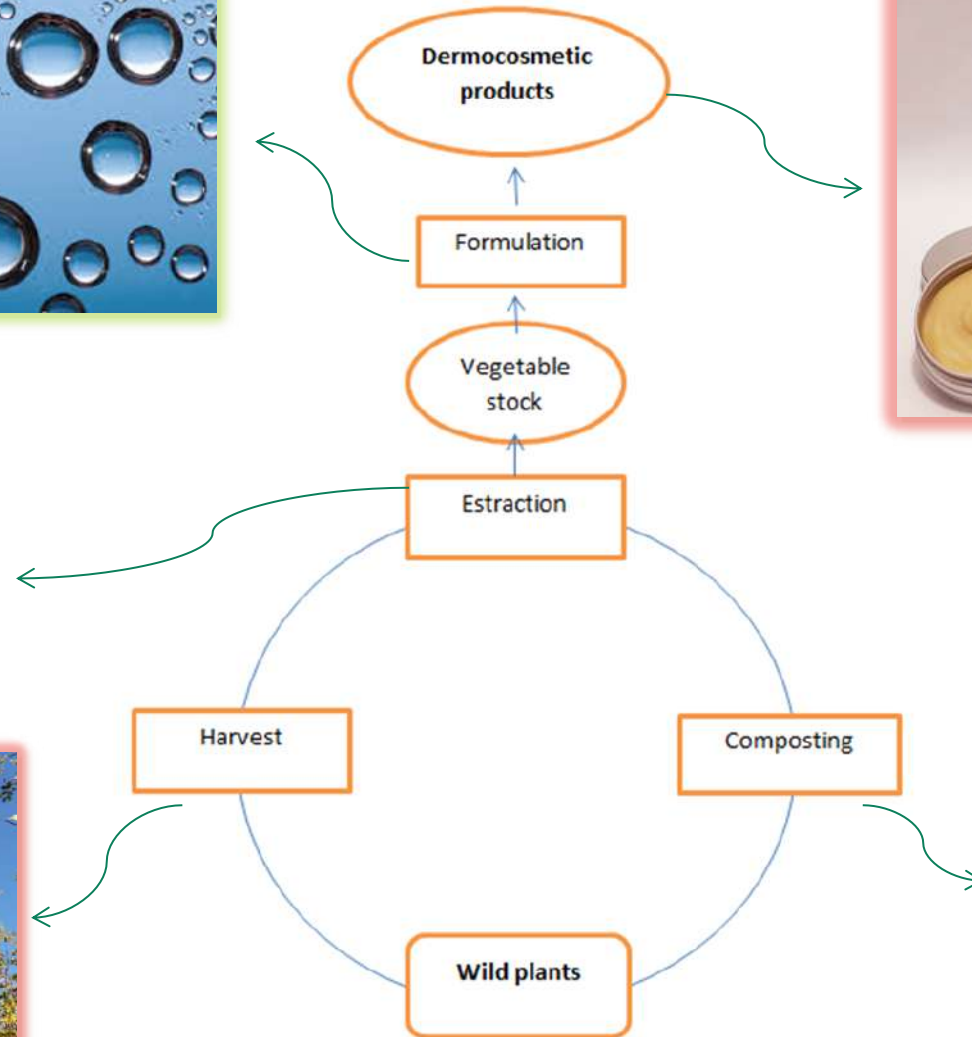 Dermocosmetic
products
Formulation
Vegetable
stock
Estraction
Harvest
Composting
Wild plants